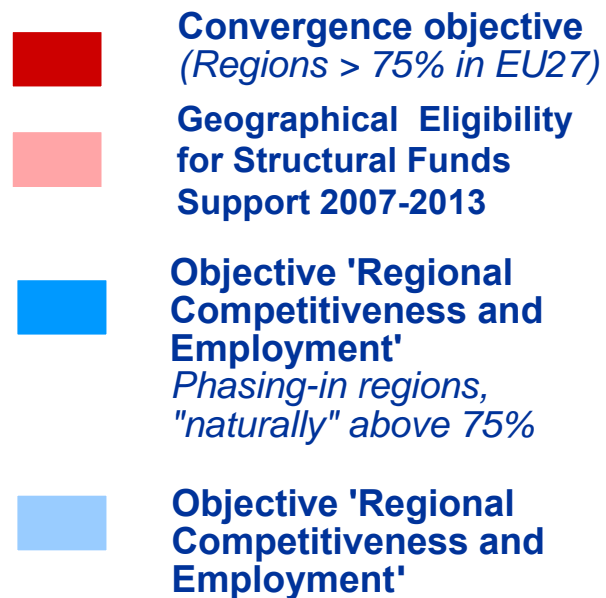 Convergence objective
(Regions > 75% in EU27)
Geographical Eligibility
for Structural Funds
Support 2007-2013
Objective 'Regional
Competitiveness and
Employment'
Phasing-in regions,
"naturally" above 75%
Objective 'Regional
Competitiveness and
Employment'